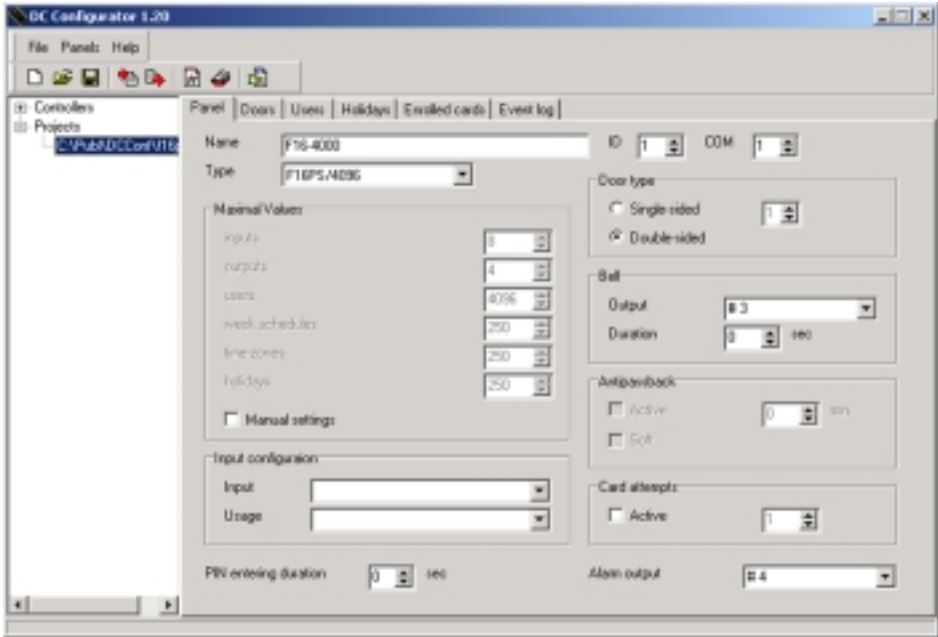 DC Configurator 1.20
File Panels Help
Controllers
Projects
Panel Doors Users Holidays Enrolled cards Event log
Name F16-4000 ID 1 COM 1
Type F16PS/4096
Door type
Single-sided 1
Double-sided
Maximal Values
inputs 8
outputs 4
users 4096
week schedules 250
time-zones 250
holidays 250
Manual settings
Bell
Output # 3
Duration 0 sec
Antipassback
Active 0 min
Soft
Input configuraion
Input
Usage
Card attempts
Active 1
PIN entering duration 0 sec
Alarm output # 4